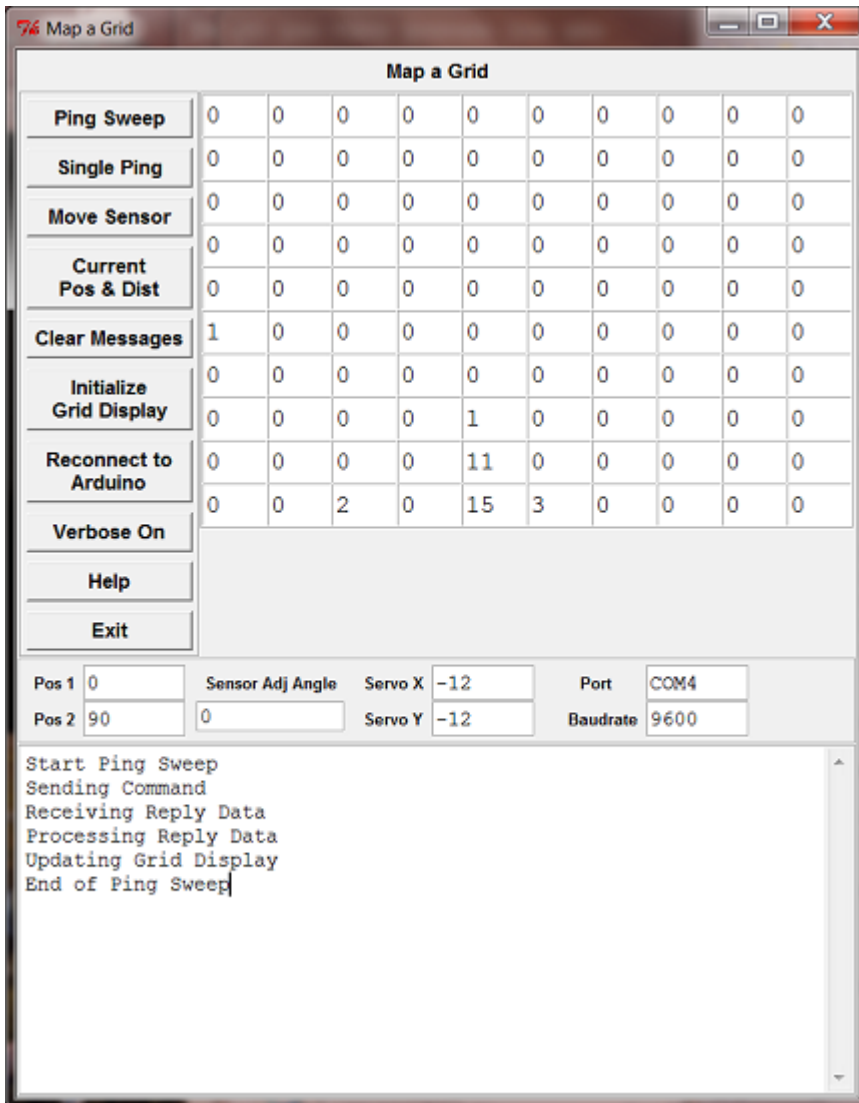 Map a Grid
Map a Grid
Ping Sweep
Single Ping
Move Sensor
Current
Pos & Dist
Clear Messages
Initialize
Grid Display
Reconnect to
Arduino
Verbose On
Help
Exit
0 0 0 0 0 0 0 0 0 0
0 0 0 0 0 0 0 0 0 0
0 0 0 0 0 0 0 0 0 0
0 0 0 0 0 0 0 0 0 0
0 0 0 0 0 0 0 0 0 0
1 0 0 0 0 0 0 0 0 0
0 0 0 0 0 0 0 0 0 0
0 0 0 0 1 0 0 0 0 0
0 0 0 0 11 0 0 0 0 0
0 0 2 0 15 3 0 0 0 0
Pos 1 0 Sensor Adj Angle Servo X -12 Port COM4
Pos 2 90 0 Servo Y -12 Baudrate 9600
Start Ping Sweep
Sending Command
Receiving Reply Data
Processing Reply Data
Updating Grid Display
End of Ping Sweep